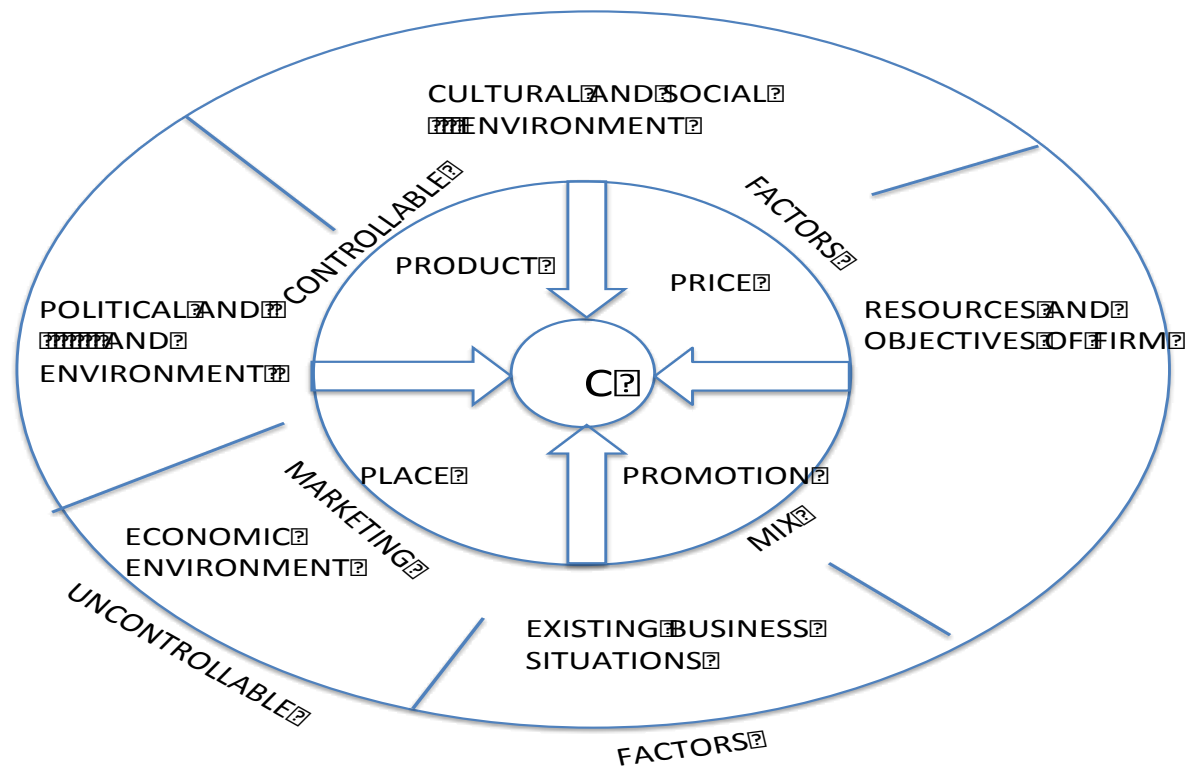 CULTURAL AND SOCIAL
ENVIRONMENT
CONTROLLABLE
FACTORS
PRODUCT
PRICE
POLITICAL AND
AND
ENVIRONMENT
RESOURCES AND
OBJECTIVES OF FIRM
C
PLACE
PROMOTION
MARKETING
MIX
ECONOMIC
ENVIRONMENT
UNCONTROLLABLE
EXISTING BUSINESS
SITUATIONS
FACTORS